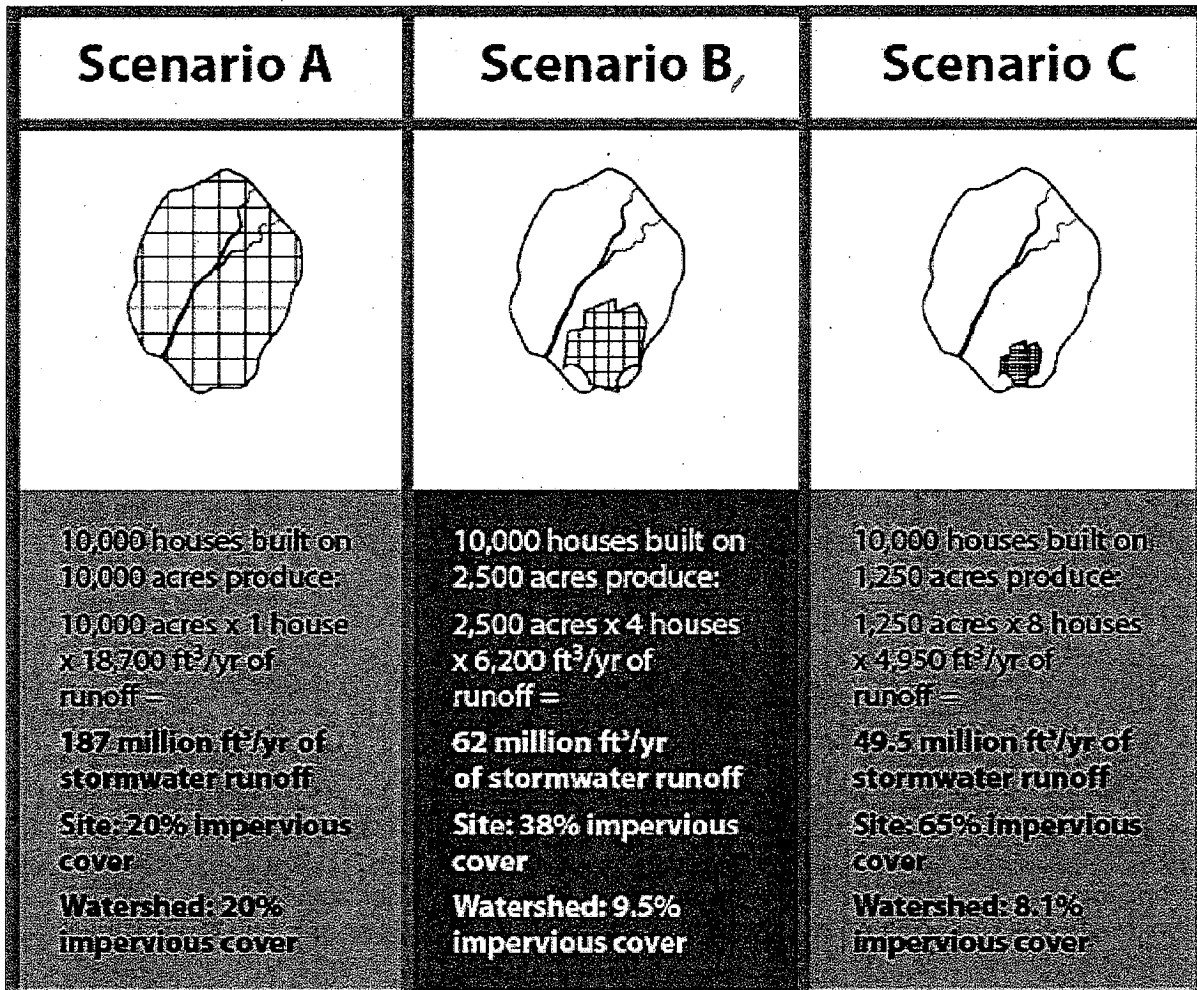 Scenario A
Scenario B
Scenario C
10,000 houses built on
10,000 acres produce:
10,000 acres x 1 house
x 18,700 ft³/yr of
runoff =
187 million ft³/yr of
stormwater runoff
Site: 20% impervious
cover
Watershed: 20%
impervious cover
10,000 houses built on
2,500 acres produce:
2,500 acres x 4 houses
x 6,200 ft³/yr of
runoff =
62 million ft³/yr
of stormwater runoff
Site: 38% impervious
cover
Watershed: 9.5%
impervious cover
10,000 houses built on
1,250 acres produce:
1,250 acres x 8 houses
x 4,950 ft³/yr of
runoff =
49.5 million ft³/yr of
stormwater runoff
Site: 65% impervious
cover
Watershed: 8.1%
impervious cover